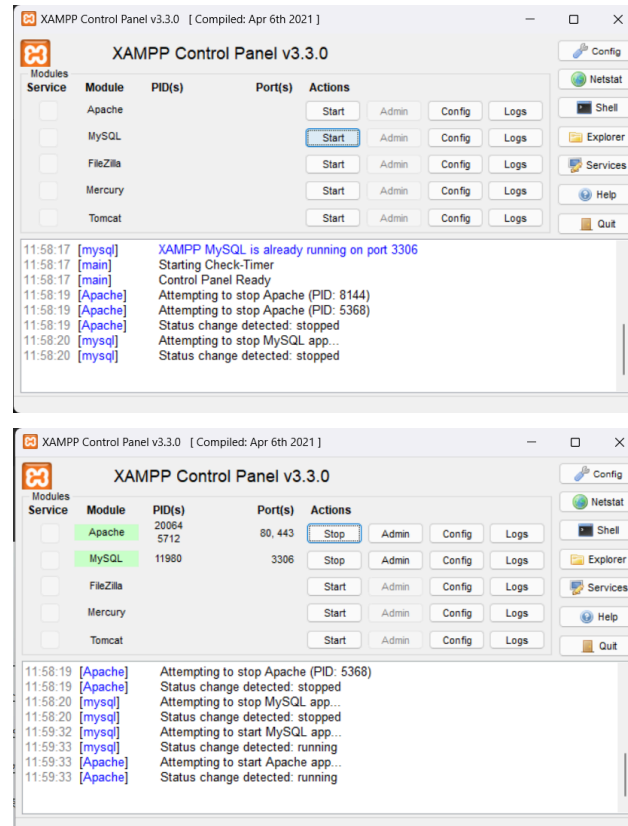 XAMPP Control Panel v3.3.0 [ Compiled: Apr 6th 2021 ]
XAMPP Control Panel v3.3.0
Config
Modules
Netstat
Service Module PID(s) Port(s) Actions
Shell
Apache Start Admin Config Logs
MySQL Start Admin Config Logs
Explorer
FileZilla Start Admin Config Logs
Services
Mercury Start Admin Config Logs
Help
Tomcat Start Admin Config Logs
Quit
11:58:17 [mysql] XAMPP MySQL is already running on port 3306
11:58:17 [main] Starting Check-Timer
11:58:17 [main] Control Panel Ready
11:58:19 [Apache] Attempting to stop Apache (PID: 8144)
11:58:19 [Apache] Attempting to stop Apache (PID: 5368)
11:58:19 [Apache] Status change detected: stopped
11:58:20 [mysql] Attempting to stop MySQL app...
11:58:20 [mysql] Status change detected: stopped
XAMPP Control Panel v3.3.0 [ Compiled: Apr 6th 2021 ]
XAMPP Control Panel v3.3.0
Config
Modules
Netstat
Service Module PID(s) Port(s) Actions
Apache 20064 5712 80, 443 Stop Admin Config Logs
Shell
MySQL 11980 3306 Stop Admin Config Logs
Explorer
FileZilla Start Admin Config Logs
Services
Mercury Start Admin Config Logs
Help
Tomcat Start Admin Config Logs
Quit
11:58:19 [Apache] Attempting to stop Apache (PID: 5368)
11:58:19 [Apache] Status change detected: stopped
11:58:20 [mysql] Attempting to stop MySQL app...
11:58:20 [mysql] Status change detected: stopped
11:59:32 [mysql] Attempting to start MySQL app...
11:59:33 [mysql] Status change detected: running
11:59:33 [Apache] Attempting to start Apache app...
11:59:33 [Apache] Status change detected: running